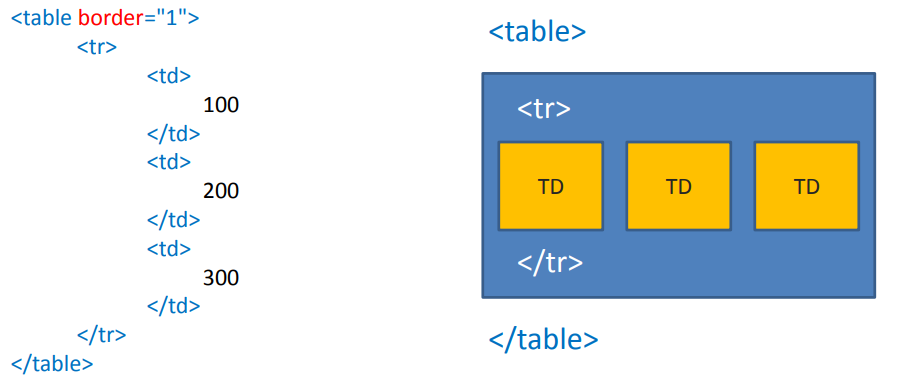 <table border="1">
<tr>
<td>
100
</td>
<td>
200
</td>
<td>
300
</td>
</tr>
</table>
<table>
<tr>
TD TD TD
</tr>
</table>